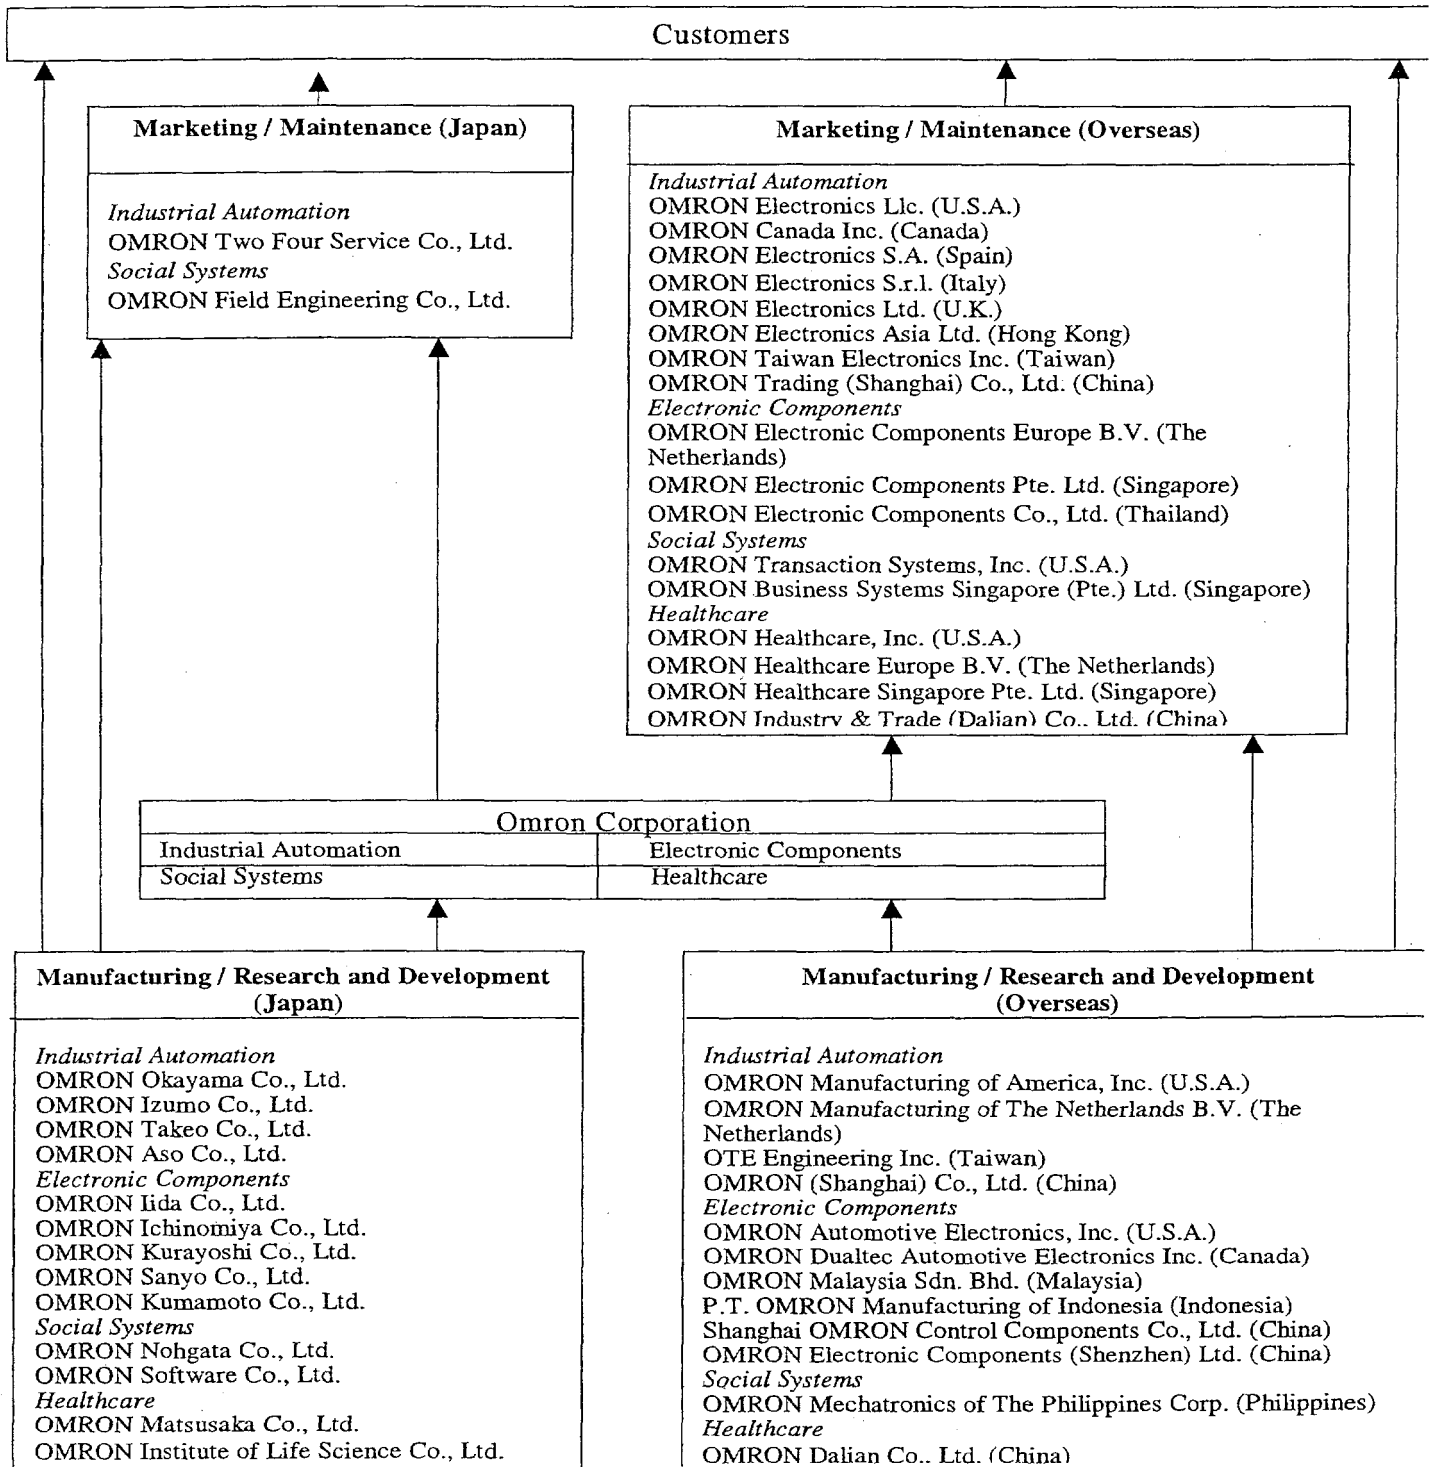 Customers
Marketing / Maintenance (Japan)
Industrial Automation
OMRON Two Four Service Co., Ltd.
Social Systems
OMRON Field Engineering Co., Ltd.
Marketing / Maintenance (Overseas)
Industrial Automation
OMRON Electronics Llc. (U.S.A.)
OMRON Canada Inc. (Canada)
OMRON Electronics S.A. (Spain)
OMRON Electronics S.r.l. (Italy)
OMRON Electronics Ltd. (U.K.)
OMRON Electronics Asia Ltd. (Hong Kong)
OMRON Taiwan Electronics Inc. (Taiwan)
OMRON Trading (Shanghai) Co., Ltd. (China)
Electronic Components
OMRON Electronic Components Europe B.V. (The
Netherlands)
OMRON Electronic Components Pte. Ltd. (Singapore)
OMRON Electronic Components Co., Ltd. (Thailand)
Social Systems
OMRON Transaction Systems, Inc. (U.S.A.)
OMRON Business Systems Singapore (Pte.) Ltd. (Singapore)
Healthcare
OMRON Healthcare, Inc. (U.S.A.)
OMRON Healthcare Europe B.V. (The Netherlands)
OMRON Healthcare Singapore Pte. Ltd. (Singapore)
OMRON Industry & Trade (Dalian) Co., Ltd. (China)
Omron Corporation
Industrial Automation
Electronic Components
Social Systems
Healthcare
Manufacturing / Research and Development
(Japan)
Industrial Automation
OMRON Okayama Co., Ltd.
OMRON Izumo Co., Ltd.
OMRON Takeo Co., Ltd.
OMRON Aso Co., Ltd.
Electronic Components
OMRON Iida Co., Ltd.
OMRON Ichinomiya Co., Ltd.
OMRON Kurayoshi Co., Ltd.
OMRON Sanyo Co., Ltd.
OMRON Kumamoto Co., Ltd.
Social Systems
OMRON Nohgata Co., Ltd.
OMRON Software Co., Ltd.
Healthcare
OMRON Matsusaka Co., Ltd.
OMRON Institute of Life Science Co., Ltd.
Manufacturing / Research and Development
(Overseas)
Industrial Automation
OMRON Manufacturing of America, Inc. (U.S.A.)
OMRON Manufacturing of The Netherlands B.V. (The
Netherlands)
OTE Engineering Inc. (Taiwan)
OMRON (Shanghai) Co., Ltd. (China)
Electronic Components
OMRON Automotive Electronics, Inc. (U.S.A.)
OMRON Dualtec Automotive Electronics Inc. (Canada)
OMRON Malaysia Sdn. Bhd. (Malaysia)
P.T. OMRON Manufacturing of Indonesia (Indonesia)
Shanghai OMRON Control Components Co., Ltd. (China)
OMRON Electronic Components (Shenzhen) Ltd. (China)
Social Systems
OMRON Mechatronics of The Philippines Corp. (Philippines)
Healthcare
OMRON Dalian Co., Ltd. (China)